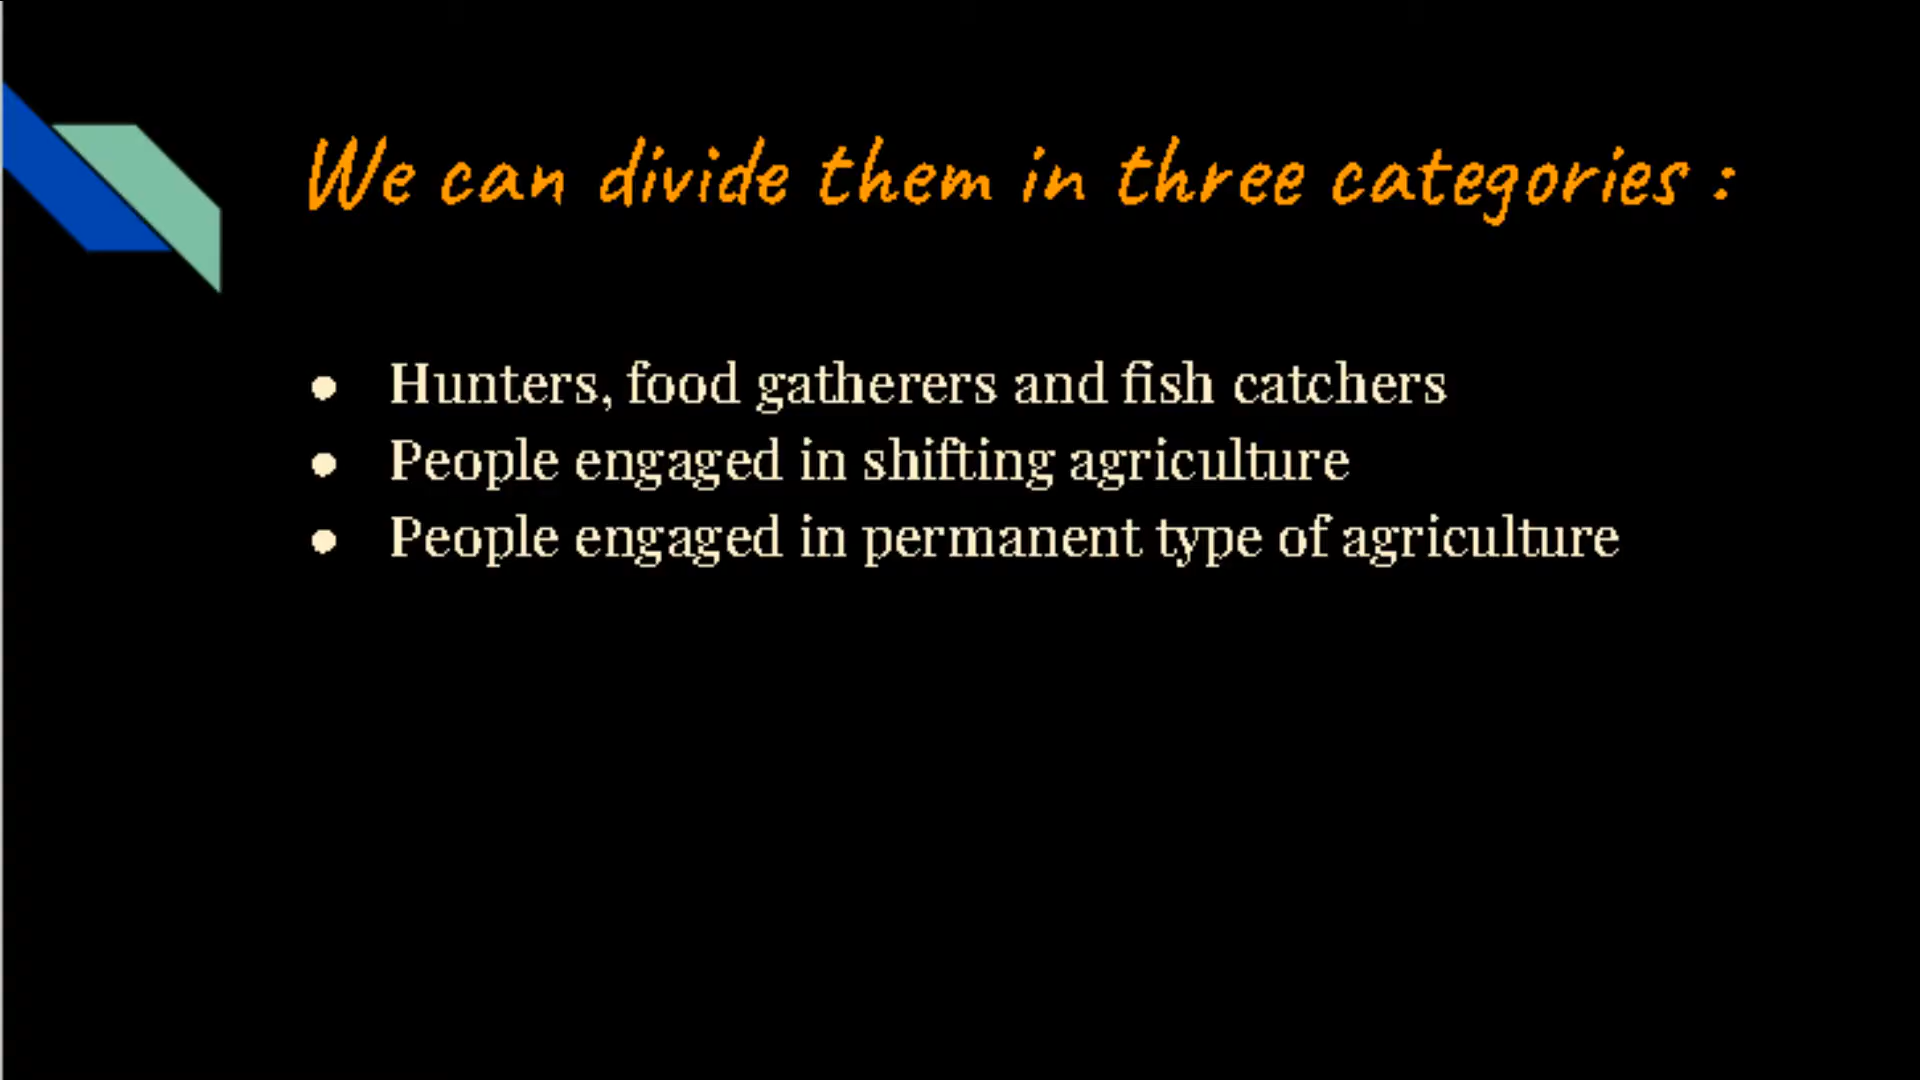 We can divide them in three categories :
● Hunters, food gatherers and fish catchers
● People engaged in shifting agriculture
● People engaged in permanent type of agriculture